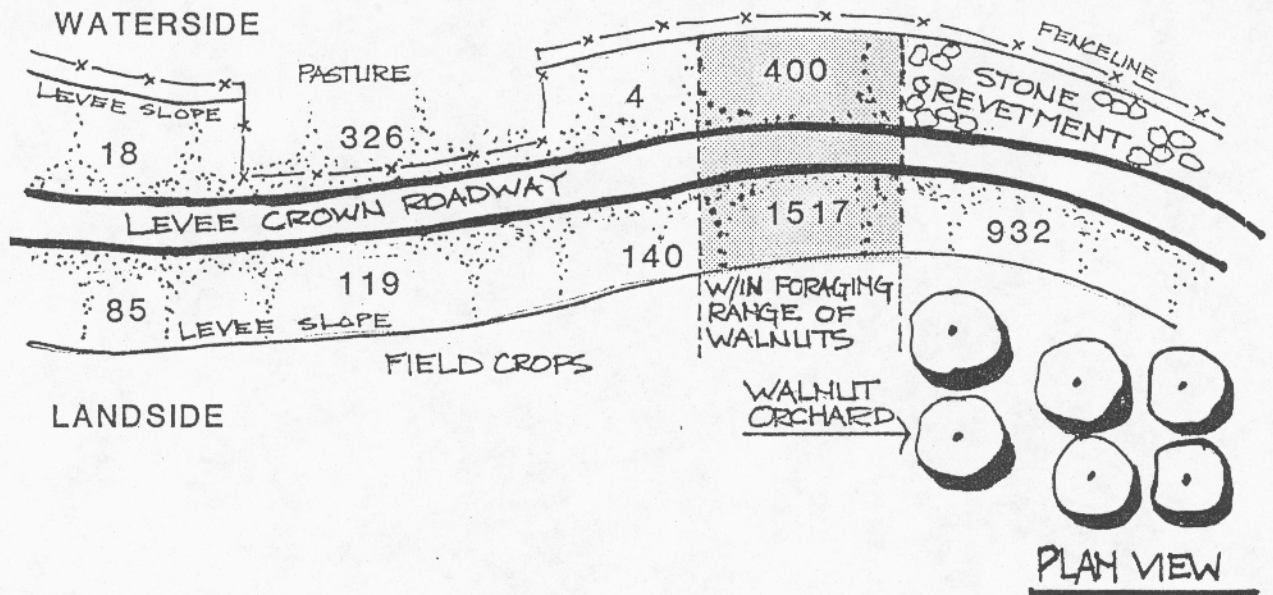 WATERSIDE
PASTURE
FENCELINE
LEVEE SLOPE
18
326
4
400
STONE
REVETMENT
LEVEE CROWN ROADWAY
85
119
140
1517
932
LEVEE SLOPE
FIELD CROPS
W/IN FORAGING
RANGE OF
WALNUTS
LANDSIDE
WALNUT
ORCHARD
PLAN VIEW